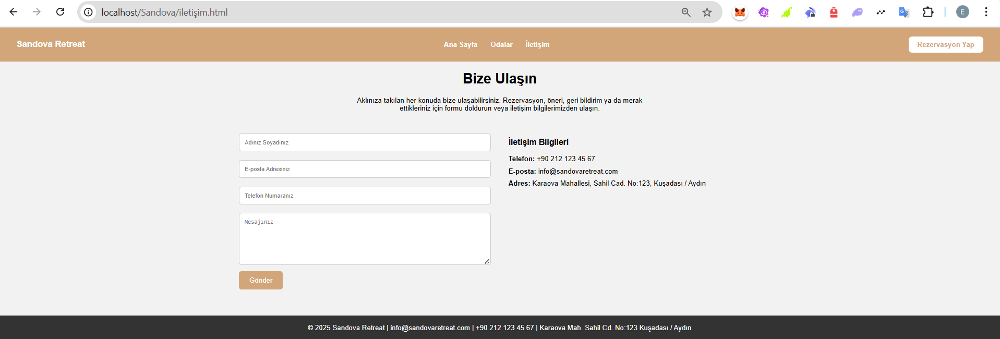 localhost/Sandova/iletişim.html
E
Sandova Retreat
Ana Sayfa
Odalar
İletişim
Rezervasyon Yap
Bize Ulaşın
Aklınıza takılan her konuda bize ulaşabilirsiniz. Rezervasyon, öneri, geri bildirim ya da merak
ettikleriniz için formu doldurun veya iletişim bilgilerimizden ulaşın.
Adınız Soyadınız
E-posta Adresiniz
Telefon Numaranız
Mesajınız
Gönder
İletişim Bilgileri
Telefon: +90 212 123 45 67
E-posta: info@sandovaretreat.com
Adres: Karaova Mahallesi, Sahil Cad. No:123, Kuşadası / Aydın
© 2025 Sandova Retreat | info@sandovaretreat.com | +90 212 123 45 67 | Karaova Mah. Sahil Cd. No:123 Kuşadası / Aydın